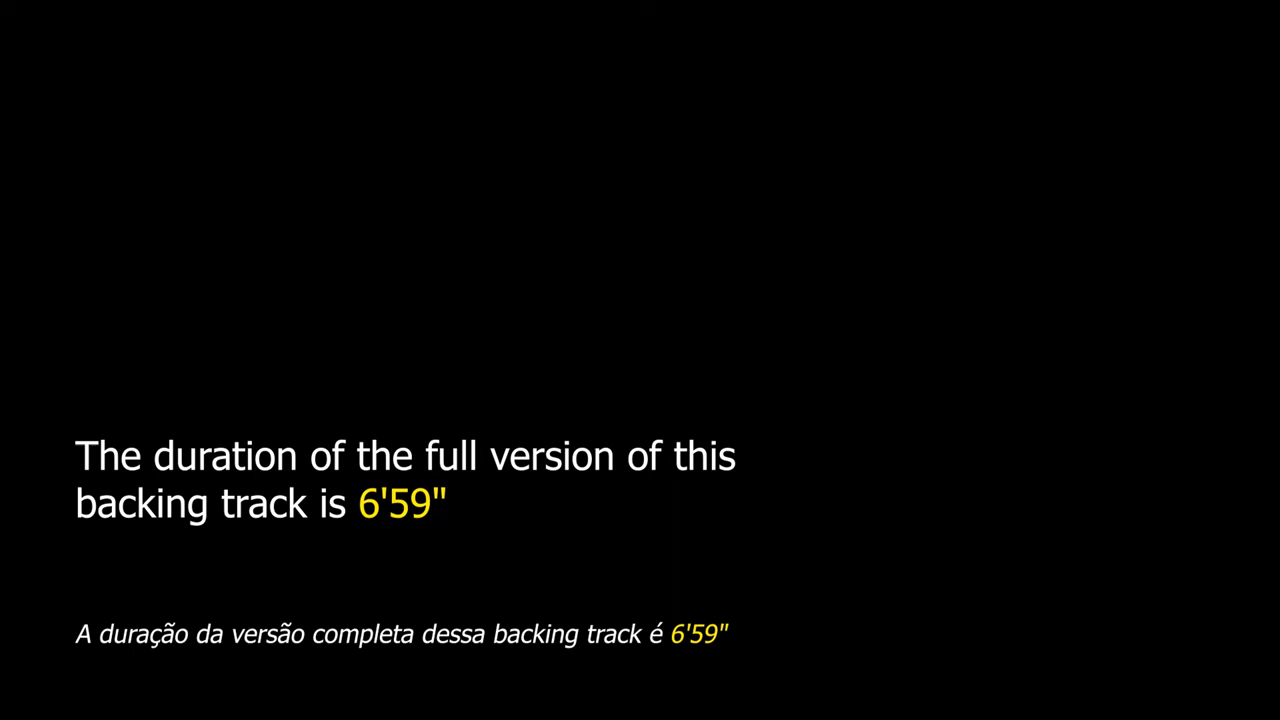 The duration of the full version of this
backing track is 6'59"
A duração da versão completa dessa backing track é 6'59"